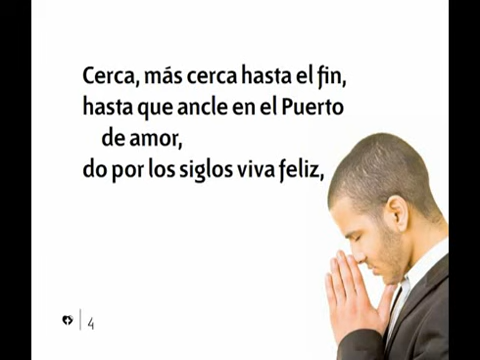 Cerca, más cerca hasta el fin,
hasta que ancle en el Puerto
de amor,
do por los siglos viva feliz,
4